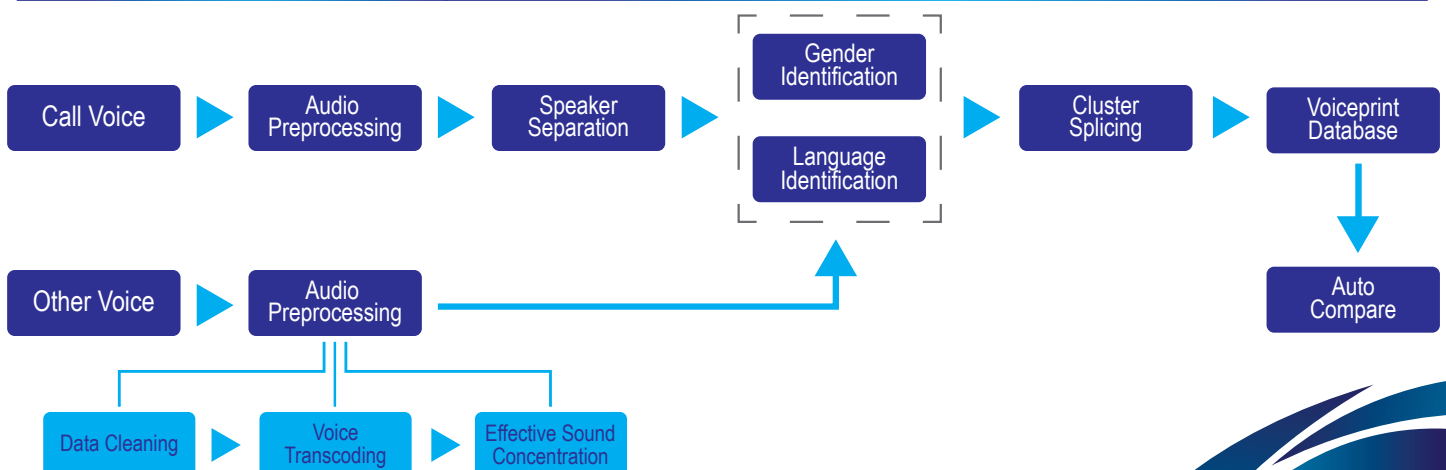 Gender
Identification
Call Voice
Audio
Preprocessing
Speaker
Separation
Language
Identification
Cluster
Splicing
Voiceprint
Database
Other Voice
Audio
Preprocessing
Auto
Compare
Data Cleaning
Voice
Transcoding
Effective Sound
Concentration